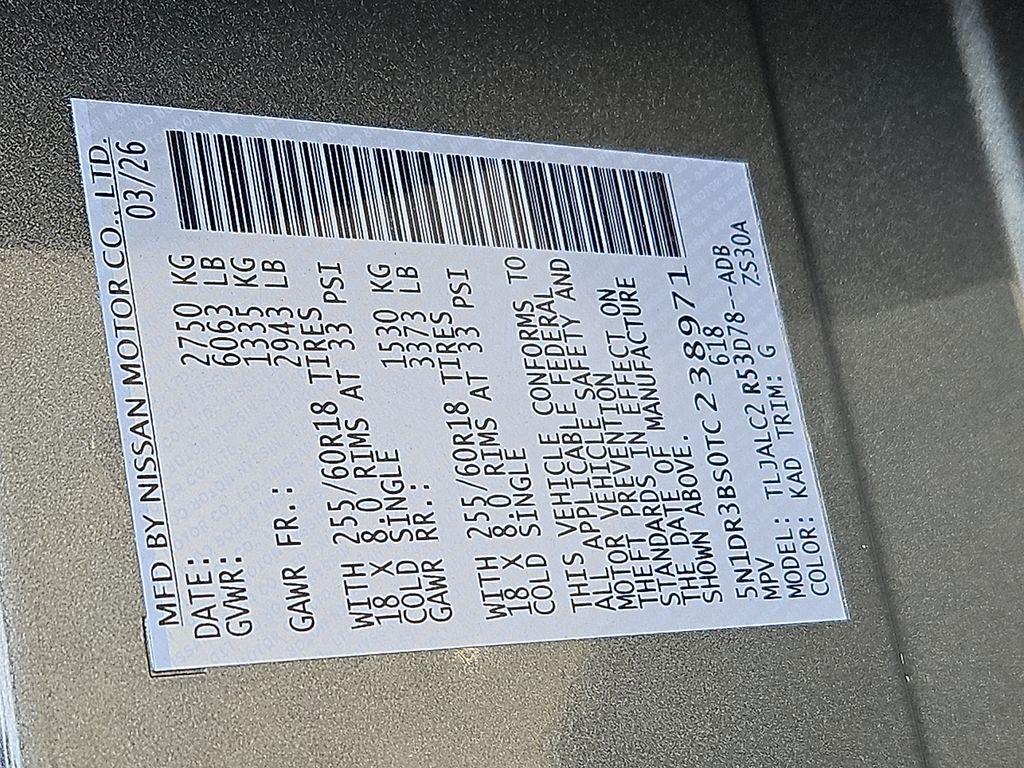 MFD BY NISSAN MOTOR CO., LTD.
DATE: 03/26
GVWR: 2750 KG
6063 LB
GAWR FR.: 1335 KG
2943 LB
WITH 255/60R18 TIRES
18 X 8.0 RIMS AT 33 PSI
COLD SINGLE
GAWR RR.: 1530 KG
3373 LB
WITH 255/60R18 TIRES
18 X 8.0 RIMS AT 33 PSI
COLD SINGLE
THIS VEHICLE CONFORMS TO
ALL APPLICABLE FEDERAL
MOTOR VEHICLE SAFETY AND
THEFT PREVENTION
STANDARDS IN EFFECT ON
THE DATE OF MANUFACTURE
SHOWN ABOVE.
5N1DR3BS0TC238971
MPV 618
MODEL: TLJALC2 R53D78--ADB
COLOR: KAD TRIM: G ZS30A